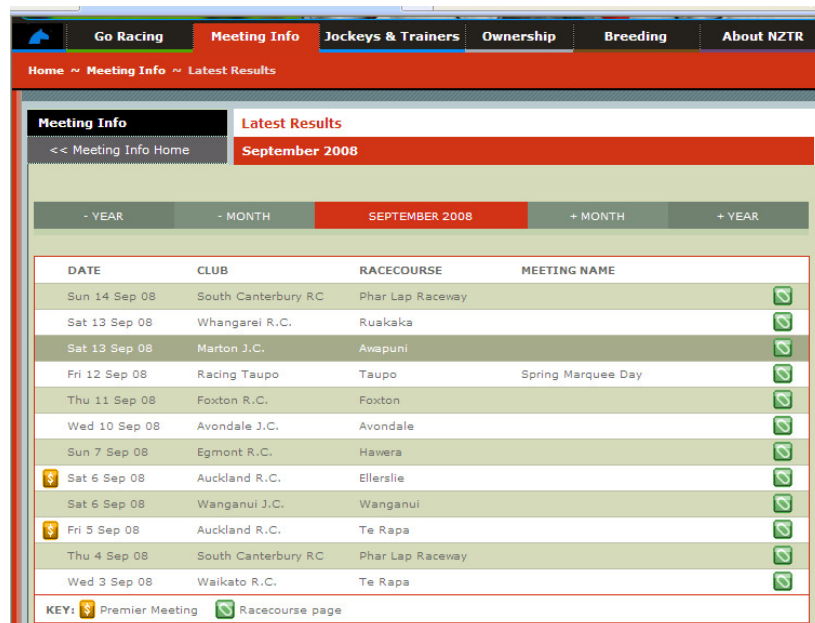 Go Racing Meeting Info Jockeys & Trainers Ownership Breeding About NZTR
Home ~ Meeting Info ~ Latest Results
Meeting Info Latest Results
<< Meeting Info Home September 2008
- YEAR - MONTH SEPTEMBER 2008 + MONTH + YEAR
DATE CLUB RACECOURSE MEETING NAME
Sun 14 Sep 08 South Canterbury RC Phar Lap Raceway
Sat 13 Sep 08 Whangarei R.C. Ruakaka
Sat 13 Sep 08 Marton J.C. Awapuni
Fri 12 Sep 08 Racing Taupo Taupo Spring Marquee Day
Thu 11 Sep 08 Foxton R.C. Foxton
Wed 10 Sep 08 Avondale J.C. Avondale
Sun 7 Sep 08 Egmont R.C. Hawera
$ Sat 6 Sep 08 Auckland R.C. Ellerslie
Sat 6 Sep 08 Wanganui J.C. Wanganui
$ Fri 5 Sep 08 Auckland R.C. Te Rapa
Thu 4 Sep 08 South Canterbury RC Phar Lap Raceway
Wed 3 Sep 08 Waikato R.C. Te Rapa
KEY: $ Premier Meeting Racecourse page